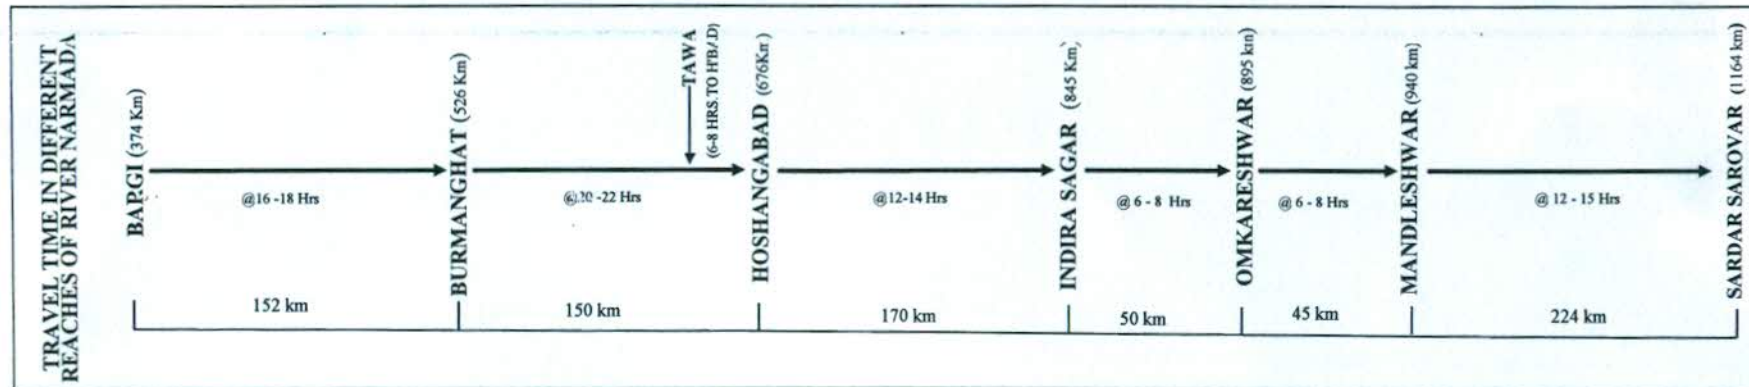 TRAVEL TIME IN DIFFERENT
REACHES OF RIVER NARMADA
BARGI (374 Km)
@16 -18 Hrs
BURMANGHAT (526 Km)
@20 -22 Hrs
TAWA
(6-8 HRS.TO H'BAD)
HOSHANGABAD (676Km)
@12-14 Hrs
INDIRA SAGAR (845 Km)
@ 6 - 8 Hrs
OMKARESHWAR (895 km)
@ 6 - 8 Hrs
MANDLESHWAR (940 km)
@ 12 - 15 Hrs
SARDAR SAROVAR (1164 km)
152 km
150 km
170 km
50 km
45 km
224 km